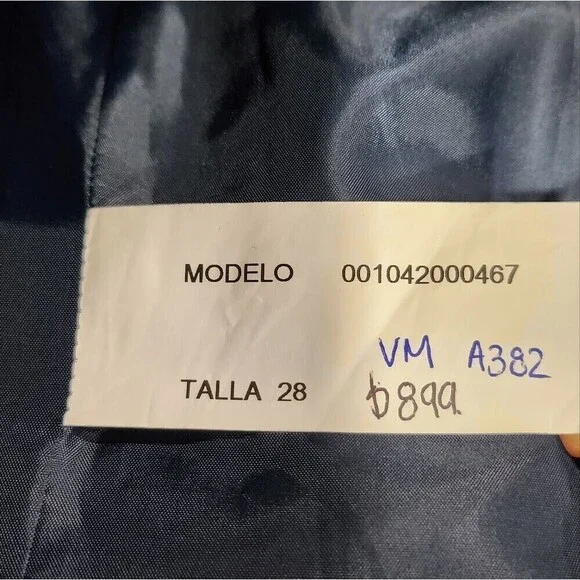 MODELO 001042000467
VM A382
TALLA 28 $899